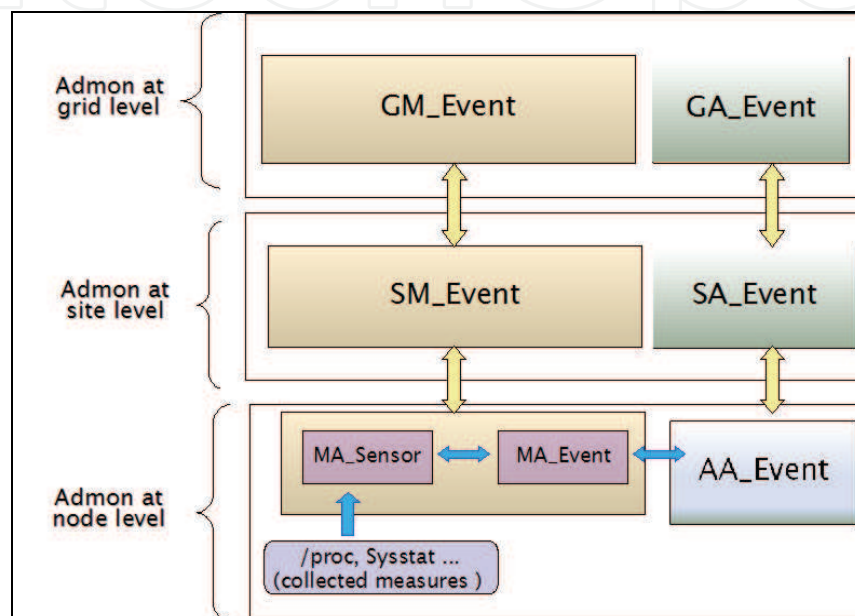 Admon at
grid level
GM_Event
GA_Event
Admon at
site level
SM_Event
SA_Event
Admon at
node level
MA_Sensor
MA_Event
AA_Event
/proc, Sysstat ...
(collected measures )